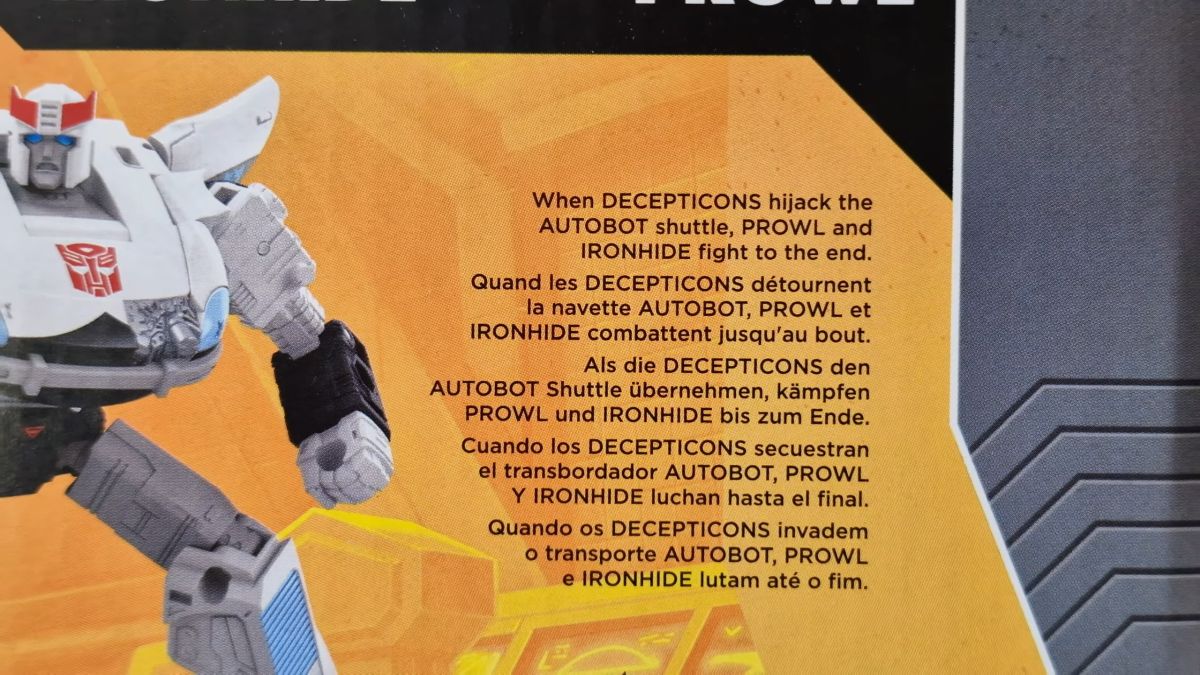 IRONHIDE
PROWL
When DECEPTICONS hijack the
AUTOBOT shuttle, PROWL and
IRONHIDE fight to the end.
Quand les DECEPTICONS détournent
la navette AUTOBOT, PROWL et
IRONHIDE combattent jusqu'au bout.
Als die DECEPTICONS den
AUTOBOT Shuttle übernehmen, kämpfen
PROWL und IRONHIDE bis zum Ende.
Cuando los DECEPTICONS secuestran
el transbordador AUTOBOT, PROWL
Y IRONHIDE luchan hasta el final.
Quando os DECEPTICONS invadem
o transporte AUTOBOT, PROWL
e IRONHIDE lutam até o fim.